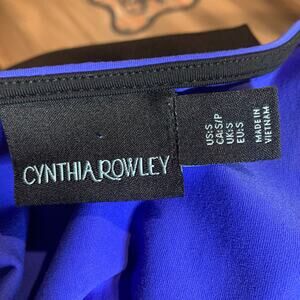 CYNTHIA ROWLEY
US:S
CA:S/P
UK:S
EU:S
MADE IN
VIETNAM